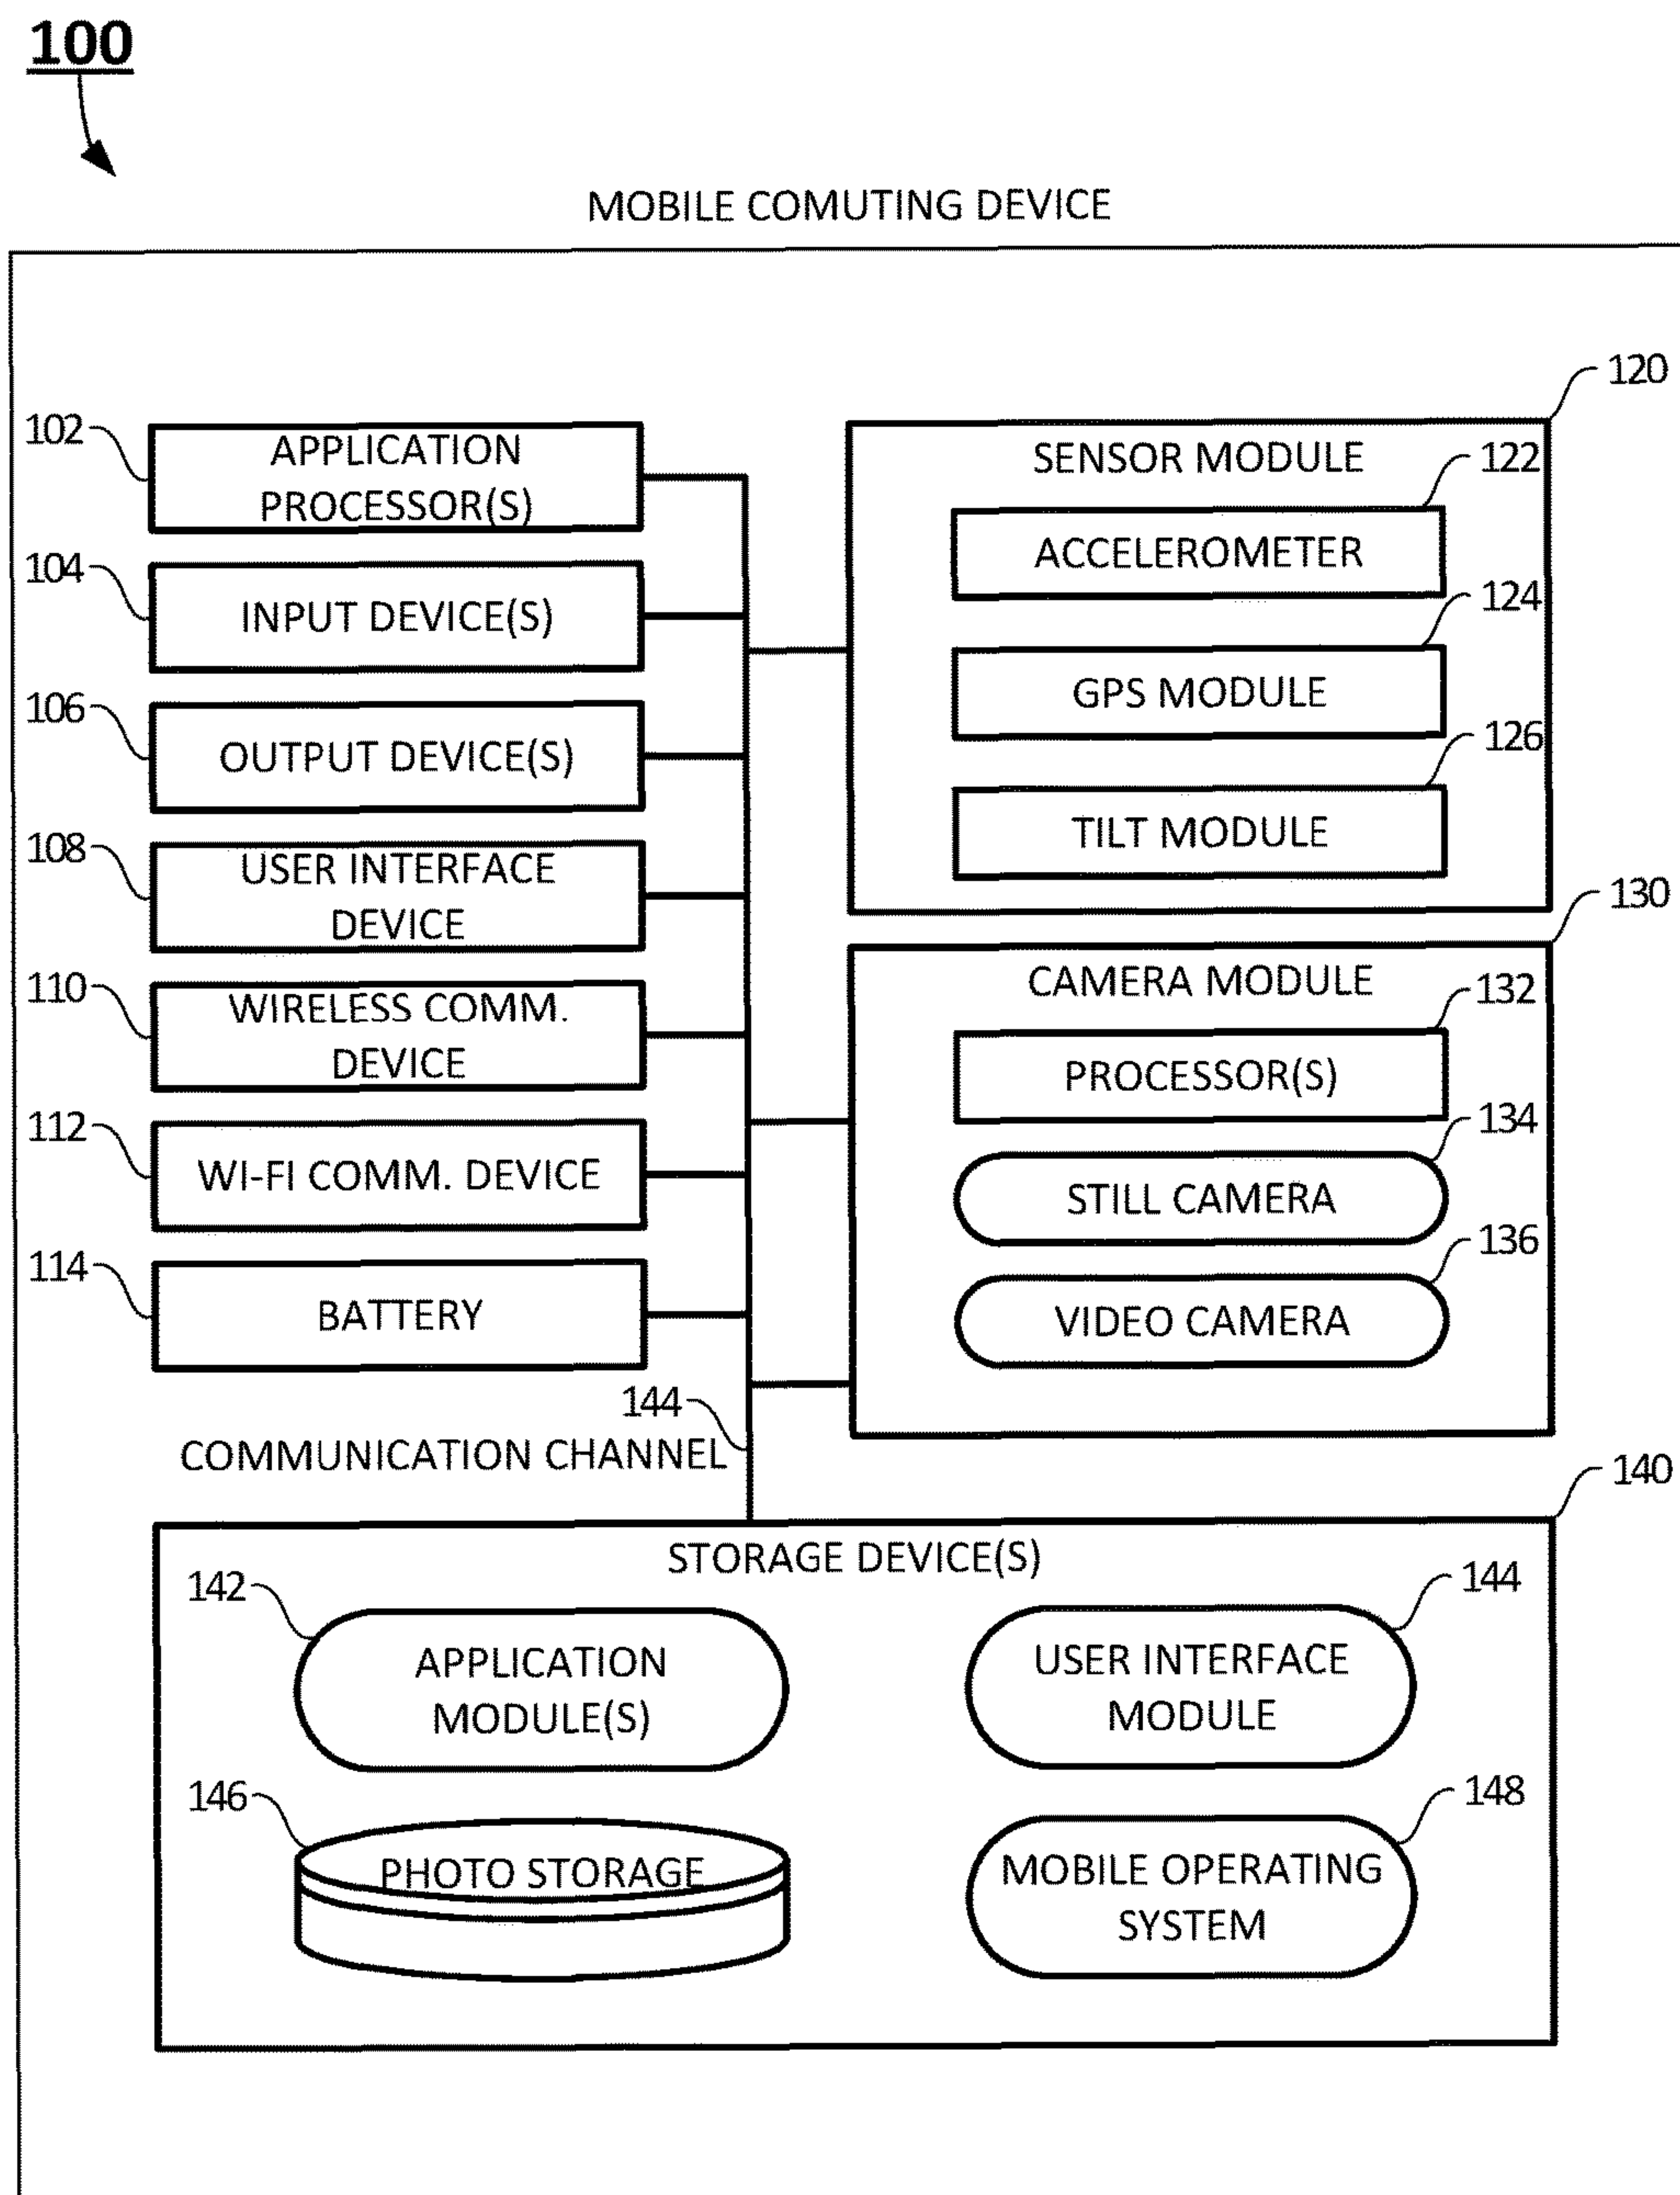 100
MOBILE COMUTING DEVICE
102
APPLICATION
PROCESSOR(S)
104
INPUT DEVICE(S)
106
OUTPUT DEVICE(S)
108
USER INTERFACE
DEVICE
110
WIRELESS COMM.
DEVICE
112
WI-FI COMM. DEVICE
114
BATTERY
120
SENSOR MODULE
122
ACCELEROMETER
124
GPS MODULE
126
TILT MODULE
130
CAMERA MODULE
132
PROCESSOR(S)
134
STILL CAMERA
136
VIDEO CAMERA
144
COMMUNICATION CHANNEL
140
STORAGE DEVICE(S)
142
APPLICATION
MODULE(S)
144
USER INTERFACE
MODULE
146
PHOTO STORAGE
148
MOBILE OPERATING
SYSTEM